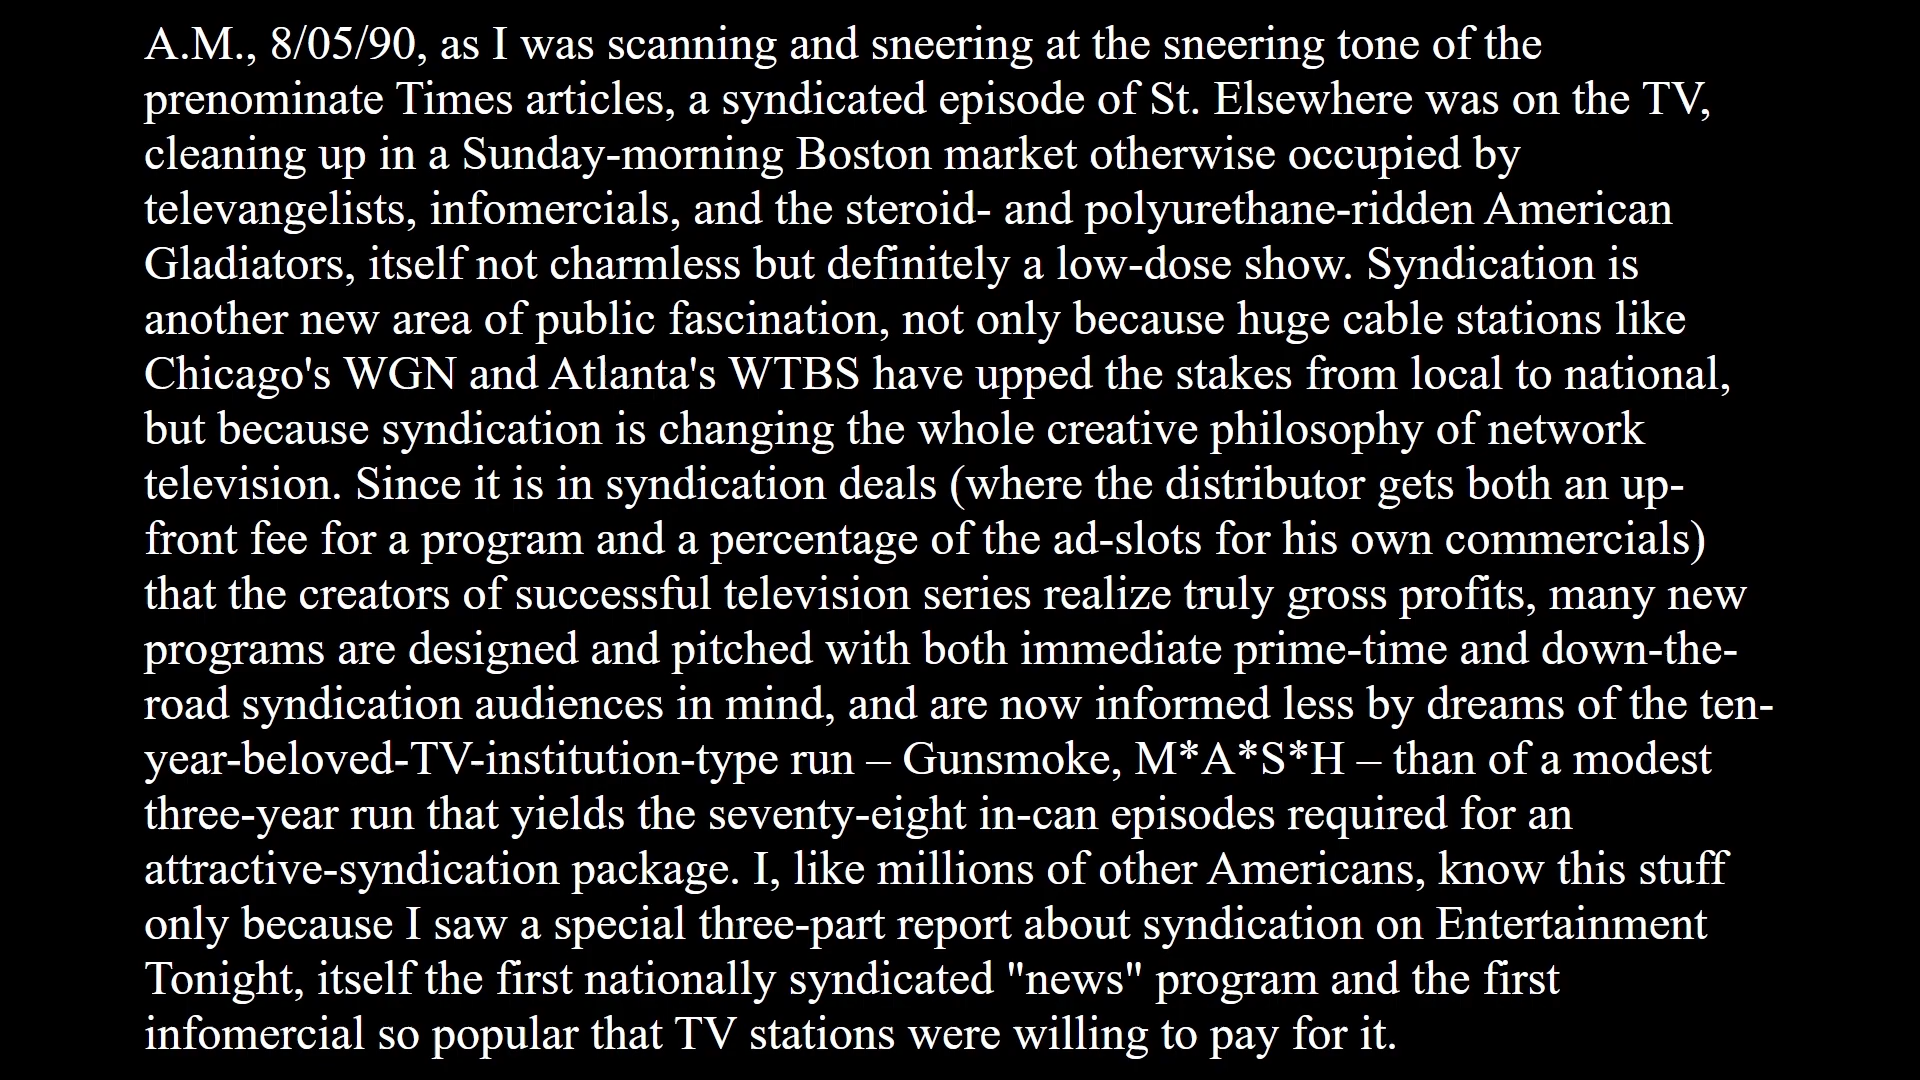 A.M., 8/05/90, as I was scanning and sneering at the sneering tone of the
prenominate Times articles, a syndicated episode of St. Elsewhere was on the TV,
cleaning up in a Sunday-morning Boston market otherwise occupied by
televangelists, infomercials, and the steroid- and polyurethane-ridden American
Gladiators, itself not charmless but definitely a low-dose show. Syndication is
another new area of public fascination, not only because huge cable stations like
Chicago's WGN and Atlanta's WTBS have upped the stakes from local to national,
but because syndication is changing the whole creative philosophy of network
television. Since it is in syndication deals (where the distributor gets both an up-
front fee for a program and a percentage of the ad-slots for his own commercials)
that the creators of successful television series realize truly gross profits, many new
programs are designed and pitched with both immediate prime-time and down-the-
road syndication audiences in mind, and are now informed less by dreams of the ten-
year-beloved-TV-institution-type run – Gunsmoke, M*A*S*H – than of a modest
three-year run that yields the seventy-eight in-can episodes required for an
attractive-syndication package. I, like millions of other Americans, know this stuff
only because I saw a special three-part report about syndication on Entertainment
Tonight, itself the first nationally syndicated "news" program and the first
infomercial so popular that TV stations were willing to pay for it.